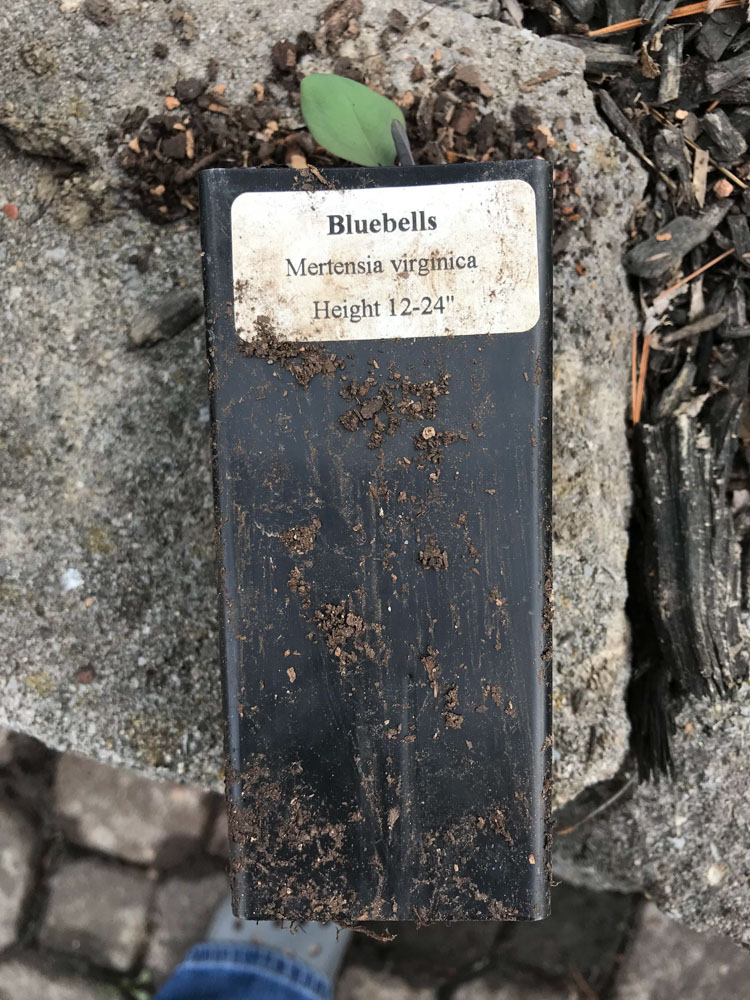 Bluebells
Mertensia virginica
Height 12-24"